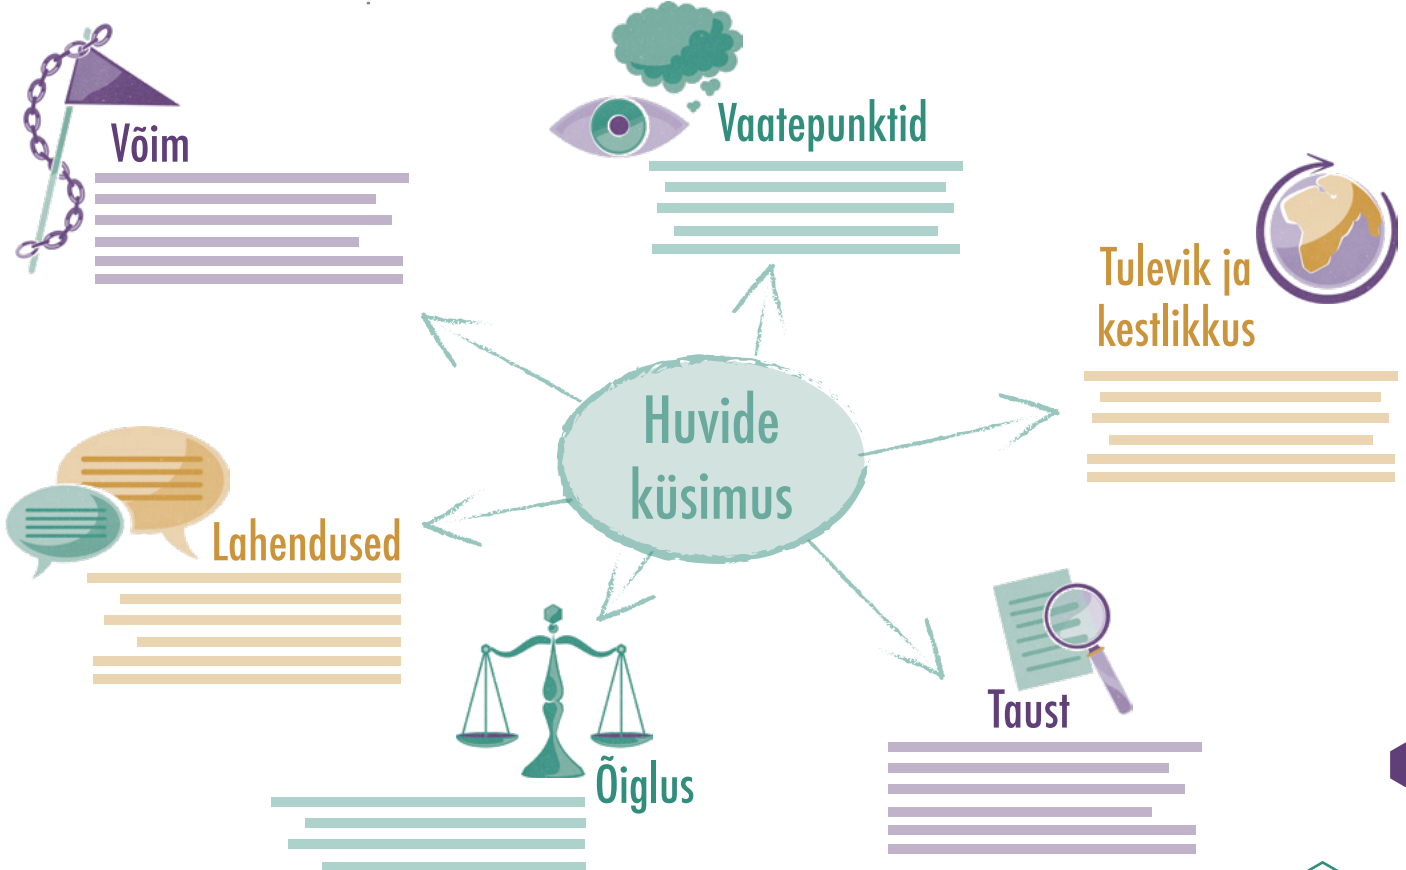 Võim
Vaatepunktid
Tulevik ja
kestlikkus
Huvide
küsimus
Lahendused
Taust
Õiglus